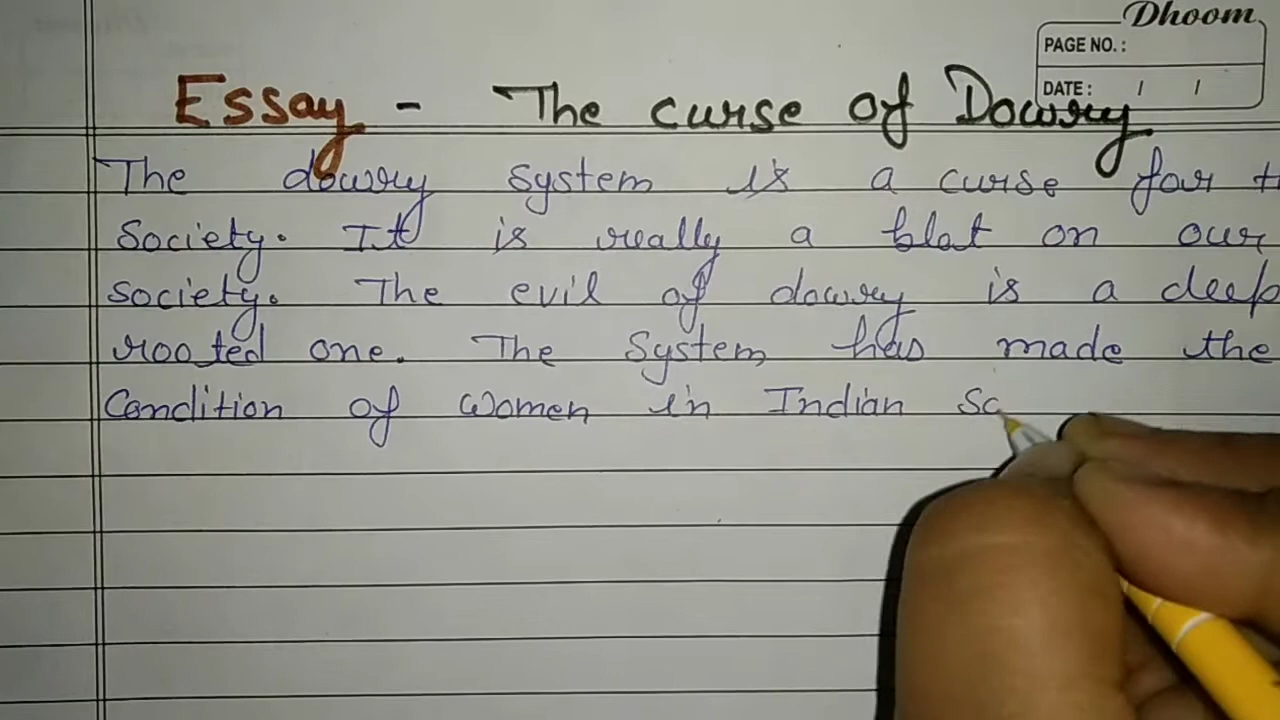 Dhoom
PAGE NO. :
DATE : / /
Essay - The curse of Dowry
The dowry system is a curse for t
Society. It is really a blot on our
society. The evil of dowry is a deep
rooted one. The System has made the
Condition of women in Indian So